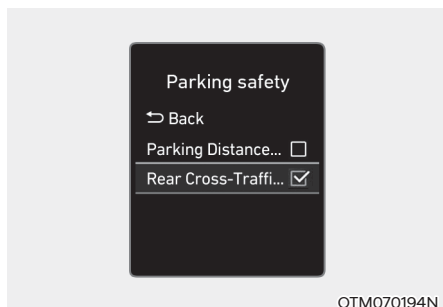 Parking safety
Back
Parking Distance...
Rear Cross-Traffi...
OTM070194N